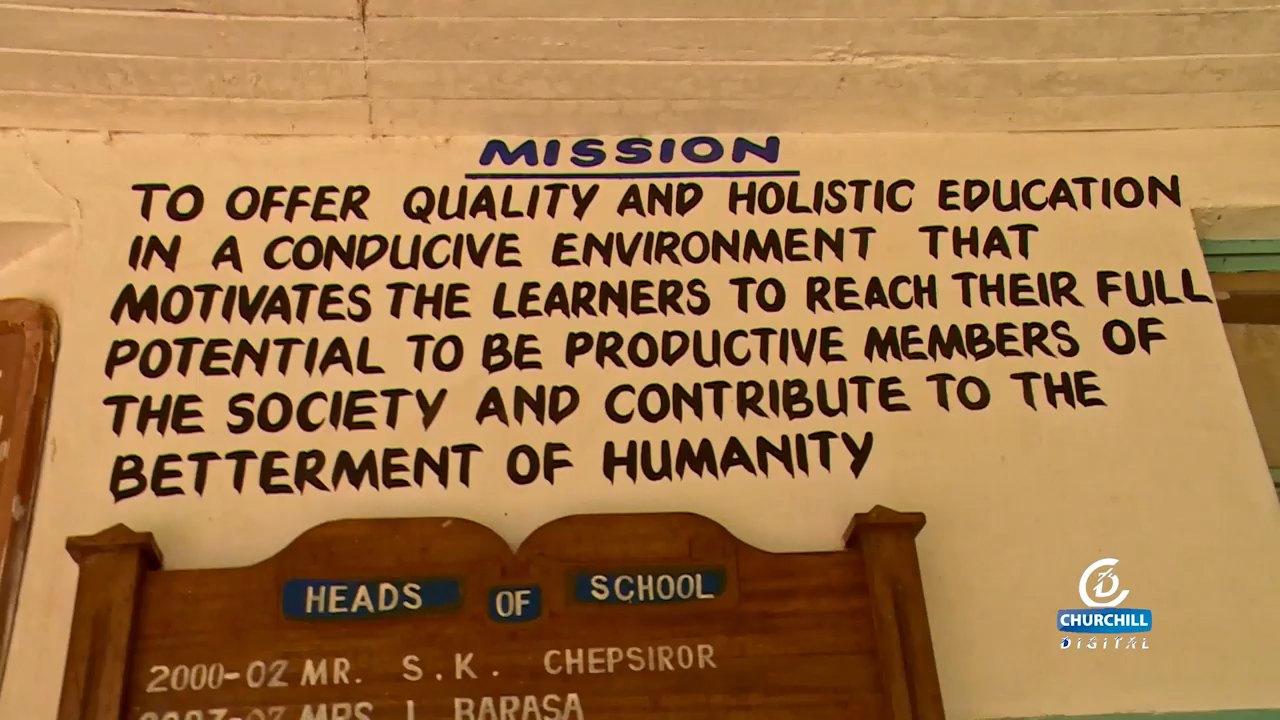 MISSION
TO OFFER QUALITY AND HOLISTIC EDUCATION
IN A CONDUCIVE ENVIRONMENT THAT
MOTIVATES THE LEARNERS TO REACH THEIR FULL
POTENTIAL TO BE PRODUCTIVE MEMBERS OF
THE SOCIETY AND CONTRIBUTE TO THE
BETTERMENT OF HUMANITY
HEADS OF SCHOOL
2000-02 MR. S.K. CHEPSIROR
MRS BARASA
CHURCHILL
DIGITAL